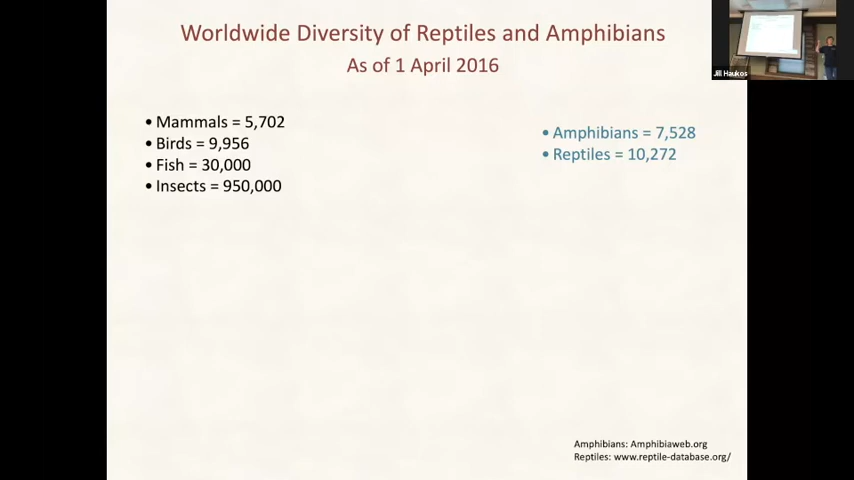 Worldwide Diversity of Reptiles and Amphibians
As of 1 April 2016
• Mammals = 5,702
• Birds = 9,956
• Fish = 30,000
• Insects = 950,000
• Amphibians = 7,528
• Reptiles = 10,272
Amphibians: Amphibiaweb.org
Reptiles: www.reptile-database.org/
Jill Haukos